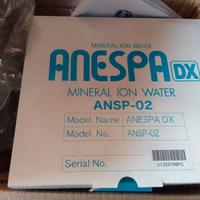 MINERAL ION WATER
ANESPA DX
MINERAL ION WATER
ANSP-02
Model Name ANESPA DX
Model No. ANSP-02
Serial No.